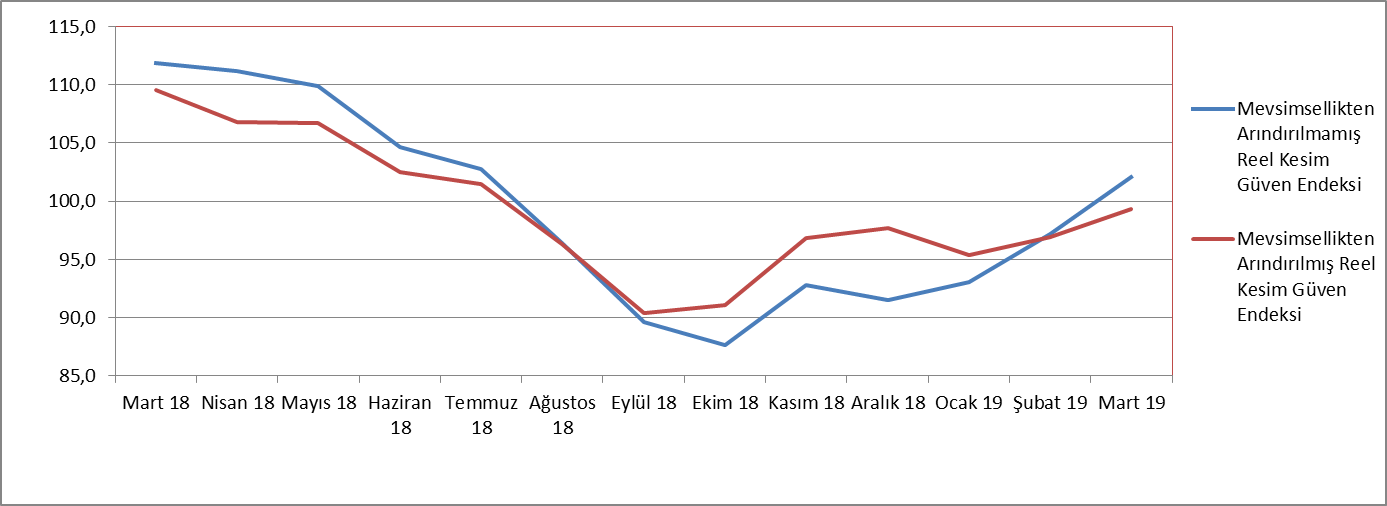 115,0
110,0
105,0
100,0
95,0
90,0
85,0
Mart 18
Nisan 18
Mayıs 18
Haziran
18
Temmuz
18
Ağustos
18
Eylül 18
Ekim 18
Kasım 18
Aralık 18
Ocak 19
Şubat 19
Mart 19
Mevsimsellikten
Arındırılmamış
Reel Kesim
Güven Endeksi
Mevsimsellikten
Arındırılmış Reel
Kesim Güven
Endeksi